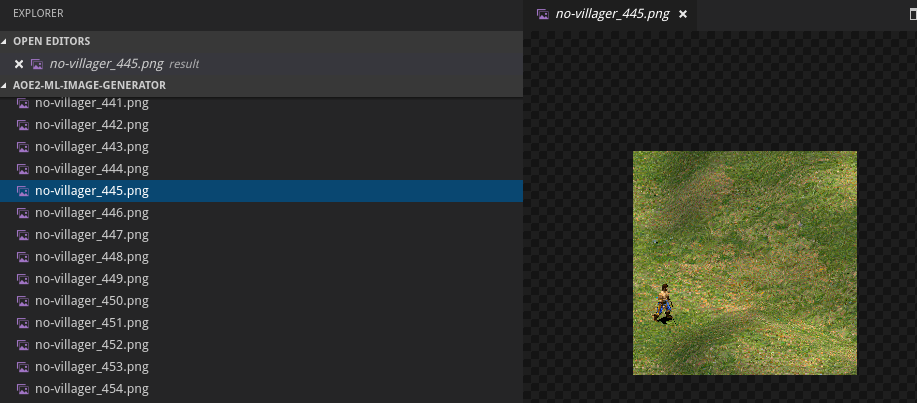 EXPLORER
OPEN EDITORS
no-villager_445.png result
AOE2-ML-IMAGE-GENERATOR
no-villager_441.png
no-villager_442.png
no-villager_443.png
no-villager_444.png
no-villager_445.png
no-villager_446.png
no-villager_447.png
no-villager_448.png
no-villager_449.png
no-villager_450.png
no-villager_451.png
no-villager_452.png
no-villager_453.png
no-villager_454.png
no-villager_445.png